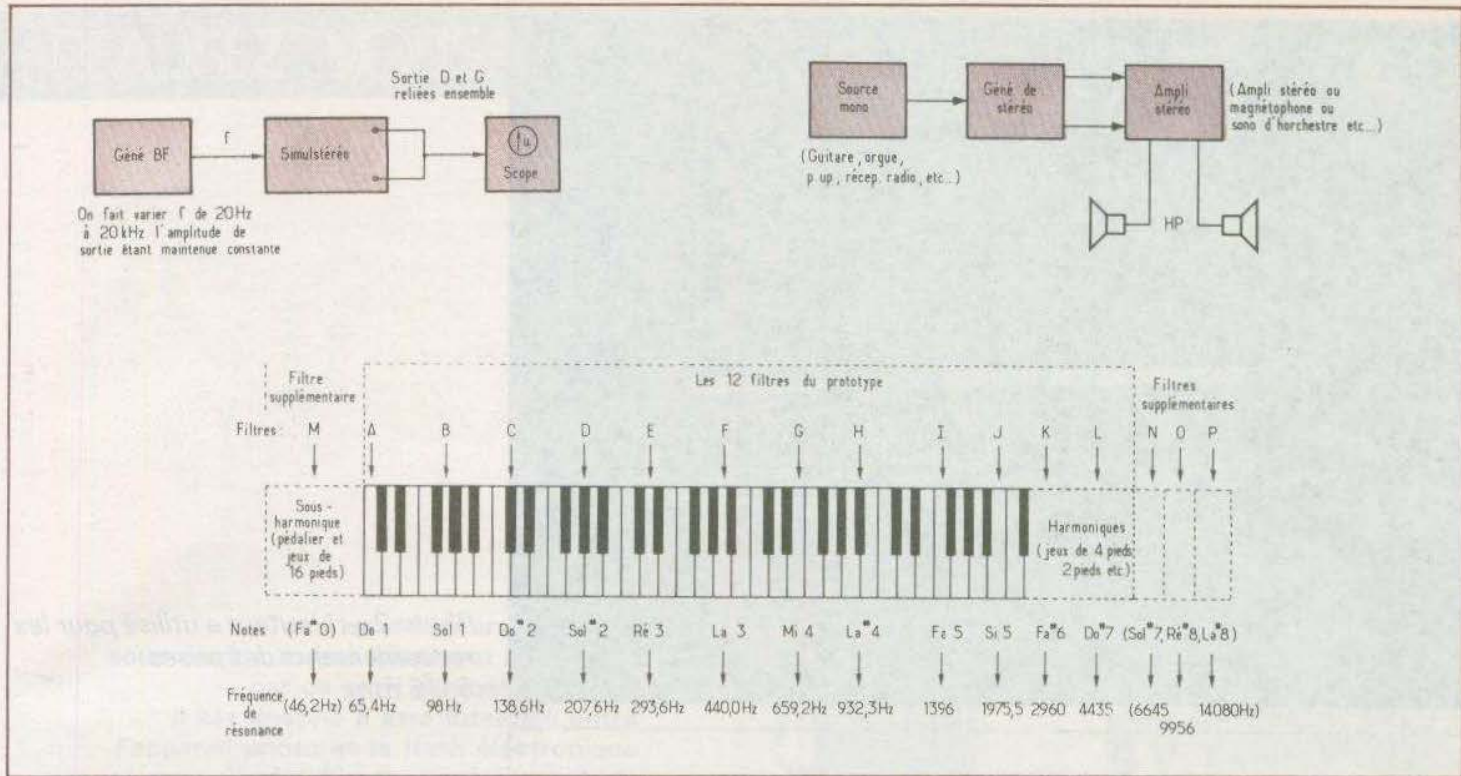 Sortie D et G
reliées ensemble
Géné BF
f
Simulstéréo
u
Scope
On fait varier f de 20Hz
à 20kHz l'amplitude de
sortie étant maintenue constante
Source
mono
Géné de
stéréo
Ampli
stéréo
(Guitare, orgue,
p.up, récep. radio, etc...)
(Ampli stéréo ou
magnétophone ou
sono d'horchestre etc...)
HP
Filtre
supplémentaire
Les 12 filtres du prototype
Filtres
supplémentaires
Filtres : M A B C D E F G H I J K L N O P
Sous-
harmonique
(pédalier et
jeux de
16 pieds)
Harmoniques
(jeux de 4 pieds
2 pieds etc)
Notes (Fa#0) Do 1 Sol 1 Do#2 Sol#2 Ré 3 La 3 Mi 4 La#4 Fa 5 Si 5 Fa#6 Do#7 (Sol#7, Ré#8, La#8)
Fréquence
de
résonance
(46,2Hz) 65,4Hz 98Hz 138,6Hz 207,6Hz 293,6Hz 440,0Hz 659,2Hz 932,3Hz 1396 1975,5 2960 4435 (6645 14080Hz)
9956